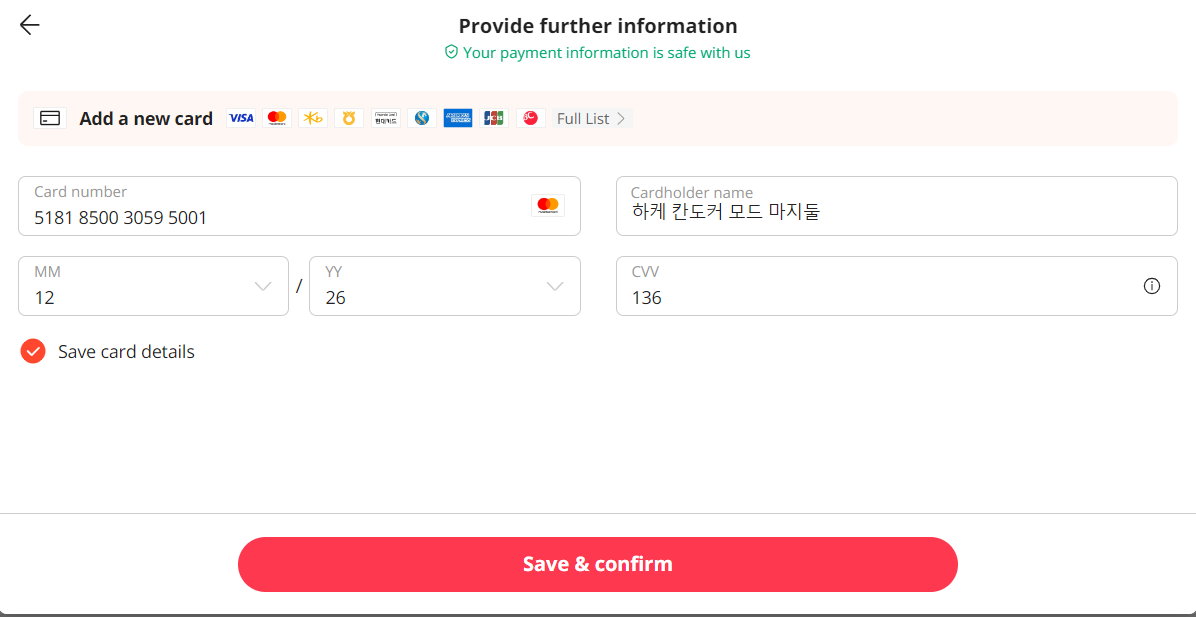 Provide further information
Your payment information is safe with us
Add a new card VISA Full List
Card number
5181 8500 3059 5001
Cardholder name
하케 칸도커 모드 마지둘
MM
12
/
YY
26
CVV
136
Save card details
Save & confirm